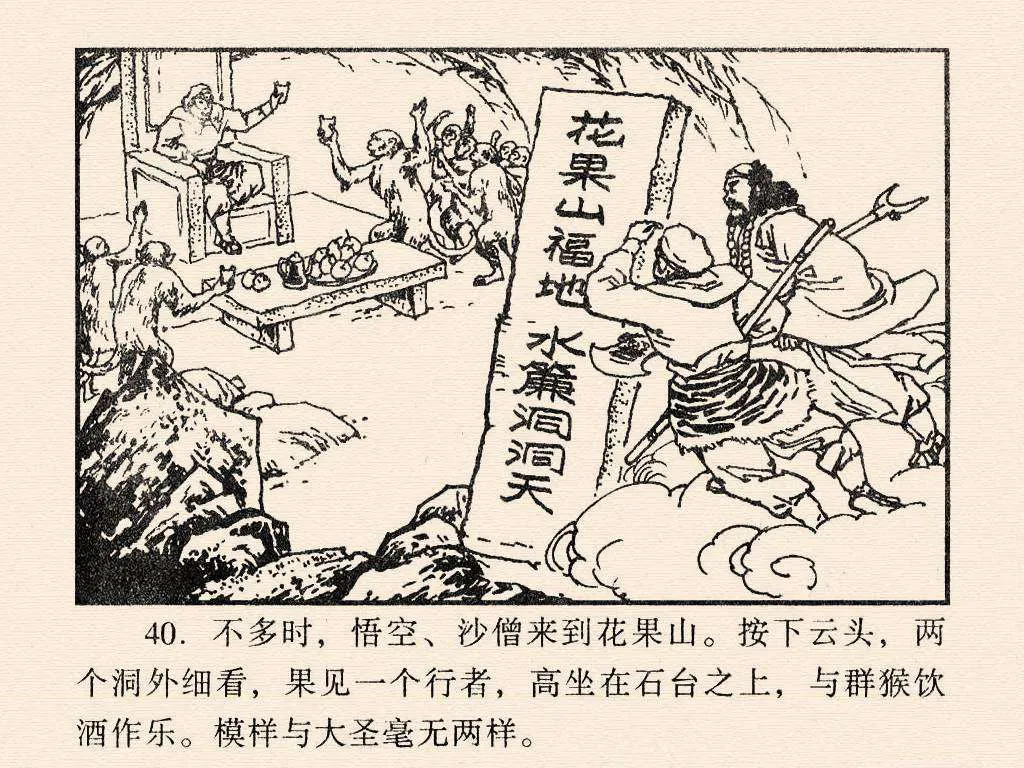 花果山福地
水簾洞洞天
40. 不多时，悟空、沙僧来到花果山。按下云头，两
个洞外细看，果见一个行者，高坐在石台之上，与群猴饮
酒作乐。模样与大圣毫无两样。